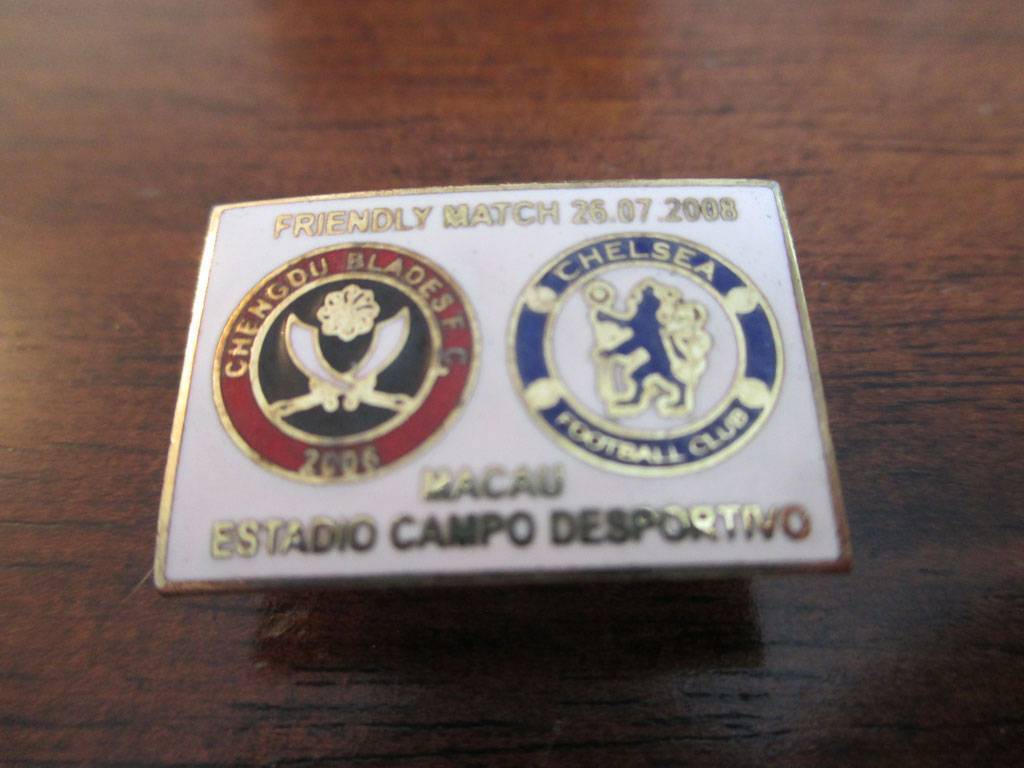 FRIENDLY MATCH 26.07.2008
CHENGDU BLADES F.C.
2006
CHELSEA
FOOTBALL CLUB
MACAU
ESTADIO CAMPO DESPORTIVO